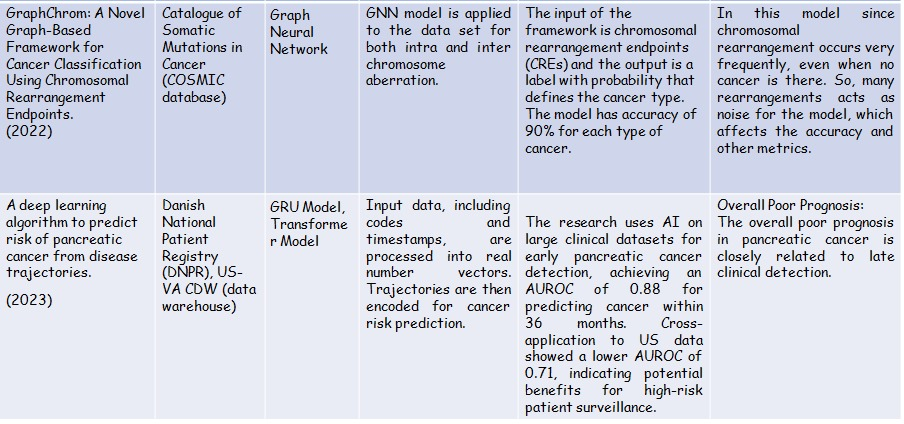 GraphChrom: A Novel
Graph-Based
Framework for
Cancer Classification
Using Chromosomal
Rearrangement
Endpoints.
(2022)
Catalogue of
Somatic
Mutations in
Cancer
(COSMIC
database)
Graph
Neural
Network
GNN model is applied
to the data set for
both intra and inter
chromosome
aberration.
The input of the
framework is chromosomal
rearrangement endpoints
(CREs) and the output is a
label with probability that
defines the cancer type.
The model has accuracy of
90% for each type of
cancer.
In this model since
chromosomal
rearrangement occurs very
frequently, even when no
cancer is there. So, many
rearrangements acts as
noise for the model, which
affects the accuracy and
other metrics.
A deep learning
algorithm to predict
risk of pancreatic
cancer from disease
trajectories.
(2023)
Danish
National
Patient
Registry
(DNPR), US-
VA CDW (data
warehouse)
GRU Model,
Transforme
r Model
Input data, including
codes and
timestamps, are
processed into real
number vectors.
Trajectories are then
encoded for cancer
risk prediction.
The research uses AI on
large clinical datasets for
early pancreatic cancer
detection, achieving an
AUROC of 0.88 for
predicting cancer within
36 months. Cross-
application to US data
showed a lower AUROC of
0.71, indicating potential
benefits for high-risk
patient surveillance.
Overall Poor Prognosis:
The overall poor prognosis
in pancreatic cancer is
closely related to late
clinical detection.